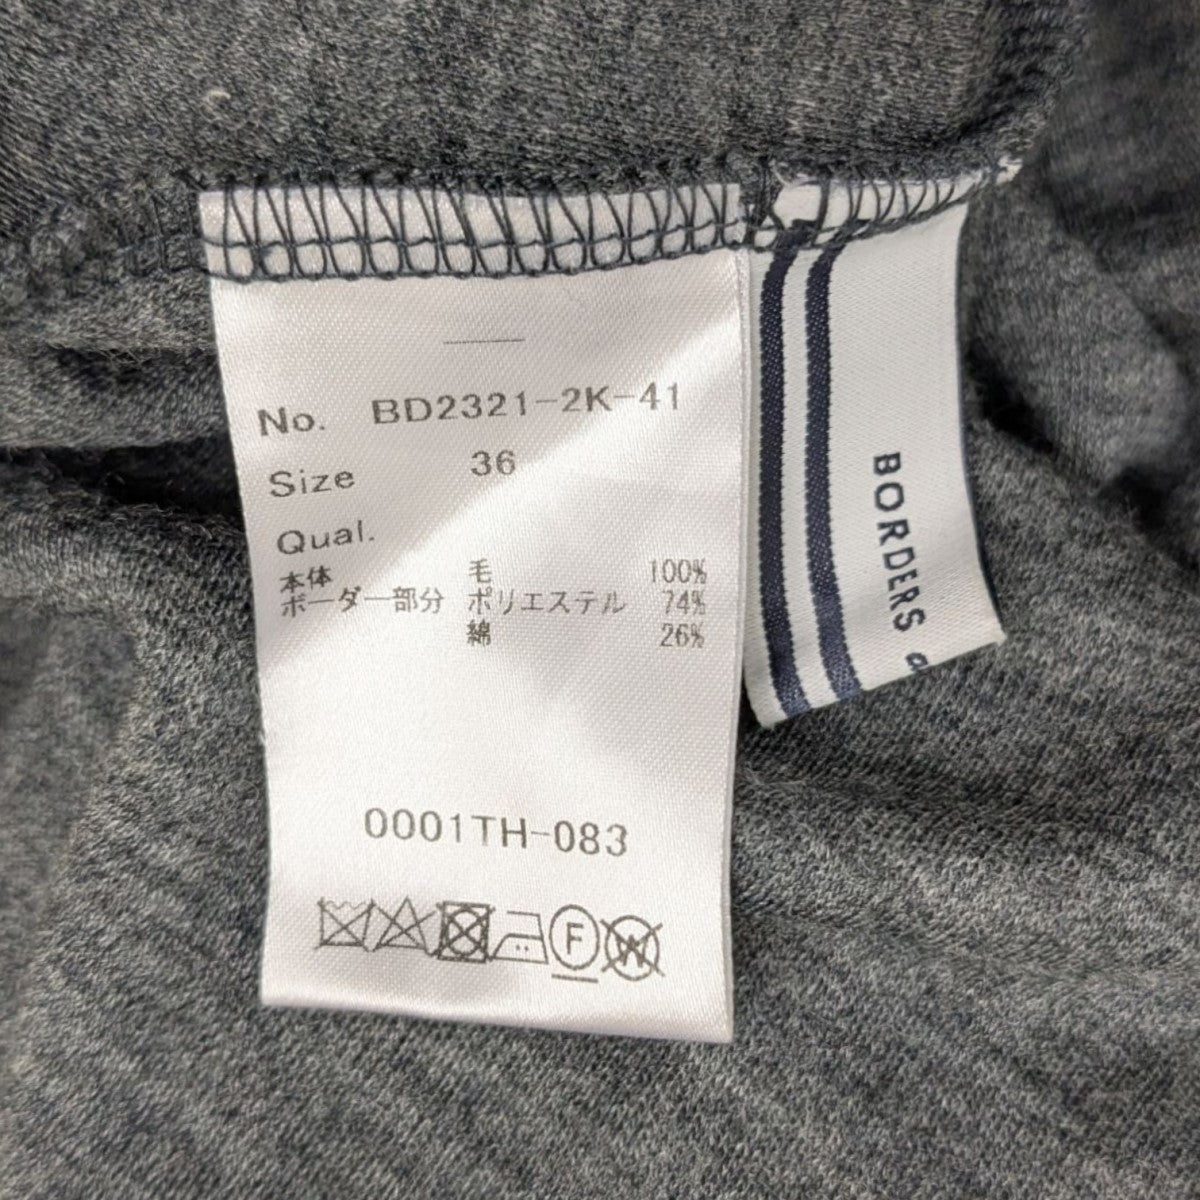 No. BD2321-2K-41
Size 36
Qual.
本体 毛 100%
ボーダー部分 ポリエステル 74%
綿 26%
0001TH-083
F W
BORDERS